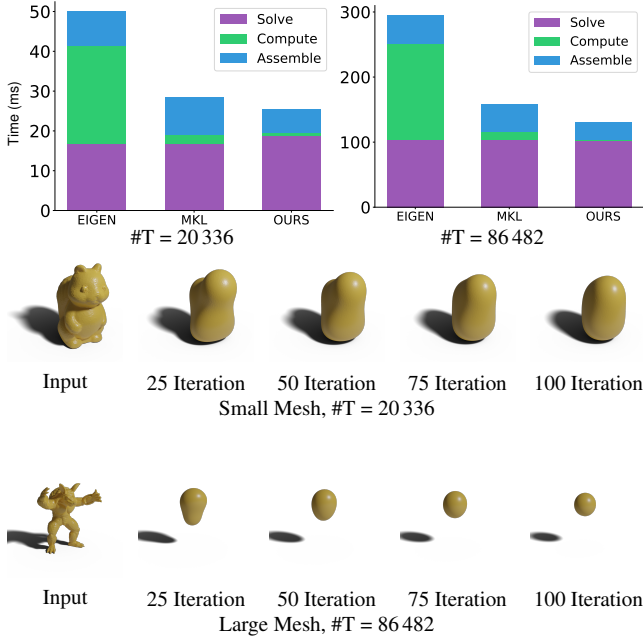 Time (ms)
50
40
30
20
10
0
Solve
Compute
Assemble
EIGEN MKL OURS
#T = 20 336
300
200
100
0
Solve
Compute
Assemble
EIGEN MKL OURS
#T = 86 482
Input 25 Iteration 50 Iteration 75 Iteration 100 Iteration
Small Mesh, #T = 20 336
Input 25 Iteration 50 Iteration 75 Iteration 100 Iteration
Large Mesh, #T = 86 482